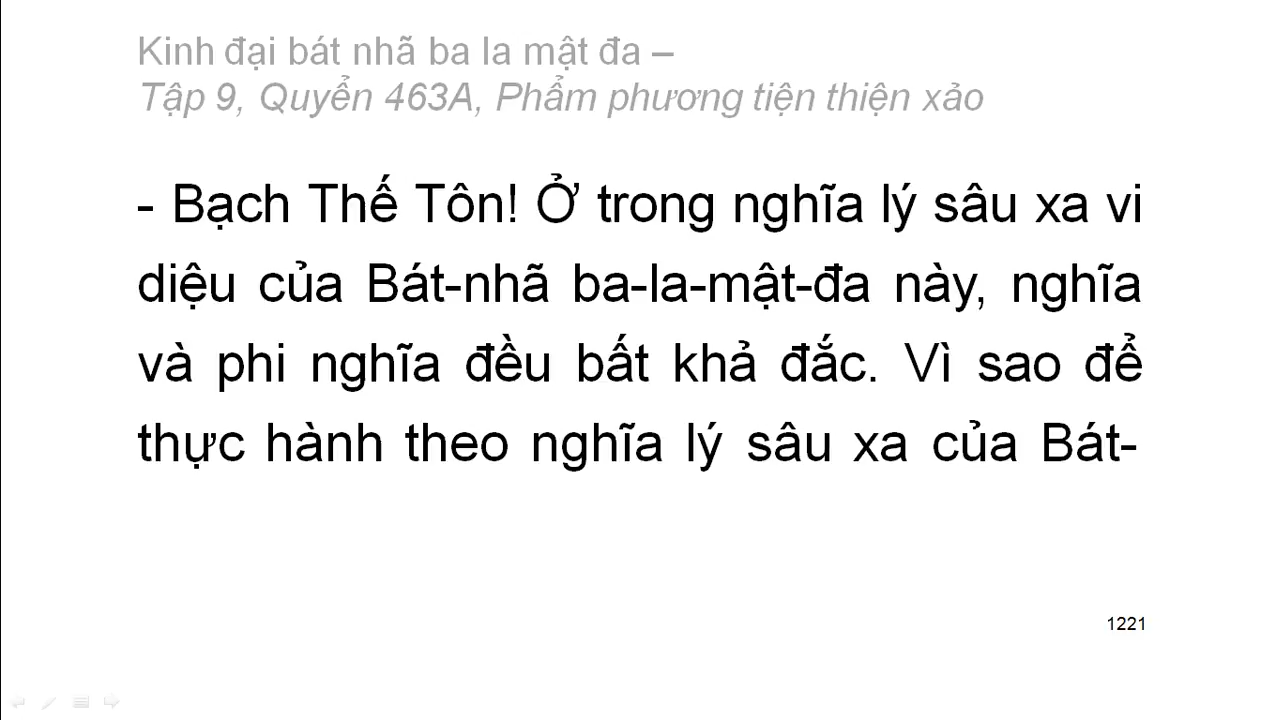 Kinh đại bát nhã ba la mật đa –
Tập 9, Quyển 463A, Phẩm phương tiện thiện xảo
- Bạch Thế Tôn! Ở trong nghĩa lý sâu xa vi
diệu của Bát-nhã ba-la-mật-đa này, nghĩa
và phi nghĩa đều bất khả đắc. Vì sao để
thực hành theo nghĩa lý sâu xa của Bát-
1221